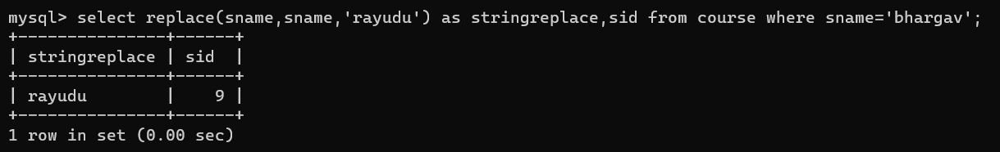 mysql> select replace(sname,sname,'rayudu') as stringreplace,sid from course where sname='bhargav';
+---------------+------+
| stringreplace | sid  |
+---------------+------+
| rayudu        |    9 |
+---------------+------+
1 row in set (0.00 sec)